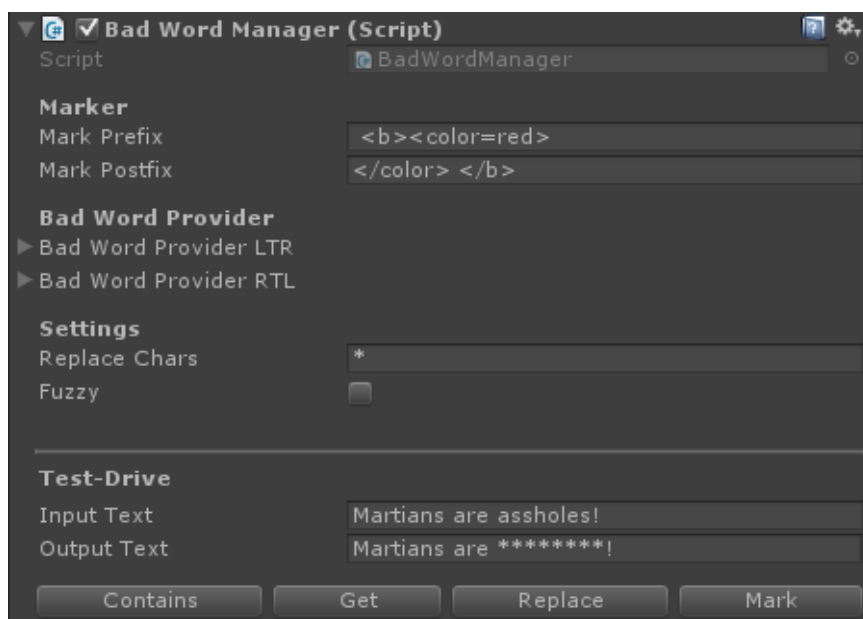 Bad Word Manager (Script)
Script BadWordManager
Marker
Mark Prefix <b><color=red>
Mark Postfix </color> </b>
Bad Word Provider
Bad Word Provider LTR
Bad Word Provider RTL
Settings
Replace Chars *
Fuzzy
Test-Drive
Input Text Martians are assholes!
Output Text Martians are ********!
Contains Get Replace Mark